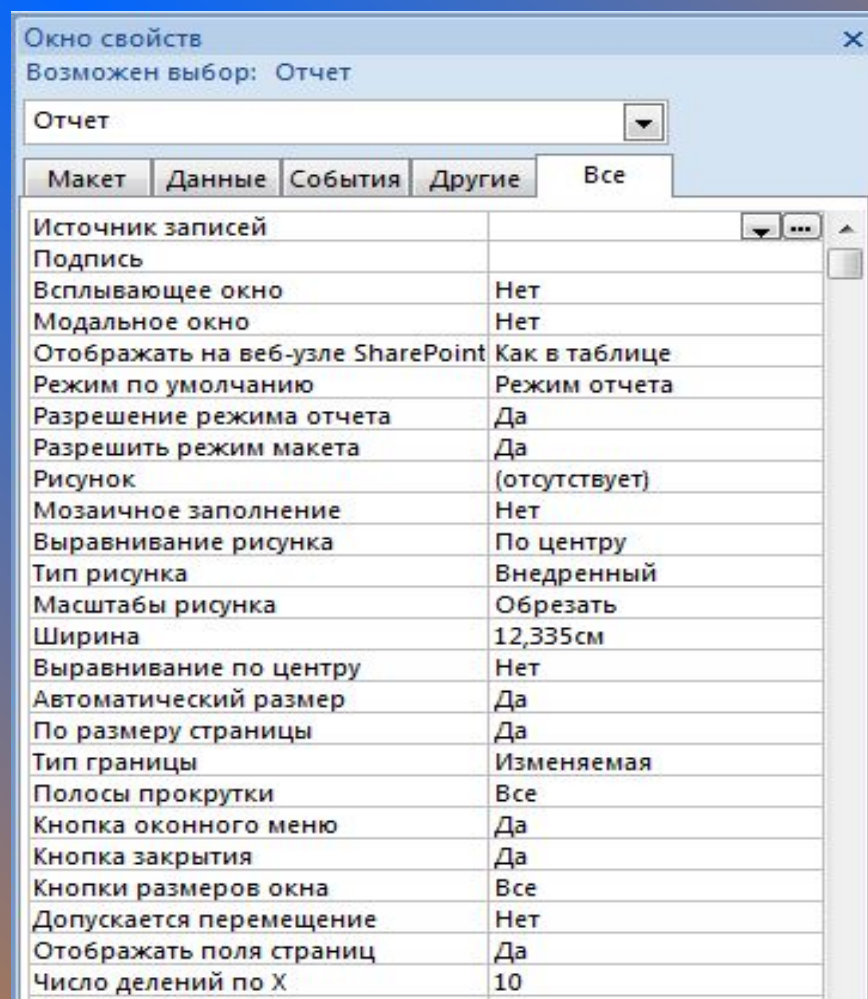 Окно свойств
Возможен выбор: Отчет
Отчет
Макет Данные События Другие Все
Источник записей
Подпись
Всплывающее окно Нет
Модальное окно Нет
Отображать на веб-узле SharePoint Как в таблице
Режим по умолчанию Режим отчета
Разрешение режима отчета Да
Разрешить режим макета Да
Рисунок (отсутствует)
Мозаичное заполнение Нет
Выравнивание рисунка По центру
Тип рисунка Внедренный
Масштабы рисунка Обрезать
Ширина 12,335см
Выравнивание по центру Нет
Автоматический размер Да
По размеру страницы Да
Тип границы Изменяемая
Полосы прокрутки Все
Кнопка оконного меню Да
Кнопка закрытия Да
Кнопки размеров окна Все
Допускается перемещение Нет
Отображать поля страниц Да
Число делений по X 10